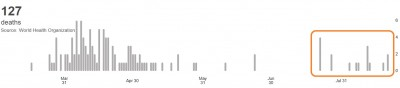 127
deaths
Source: World Health Organization
6
4
2
0
Mar
31
Apr 30
May
31
Jun
30
Jul 31